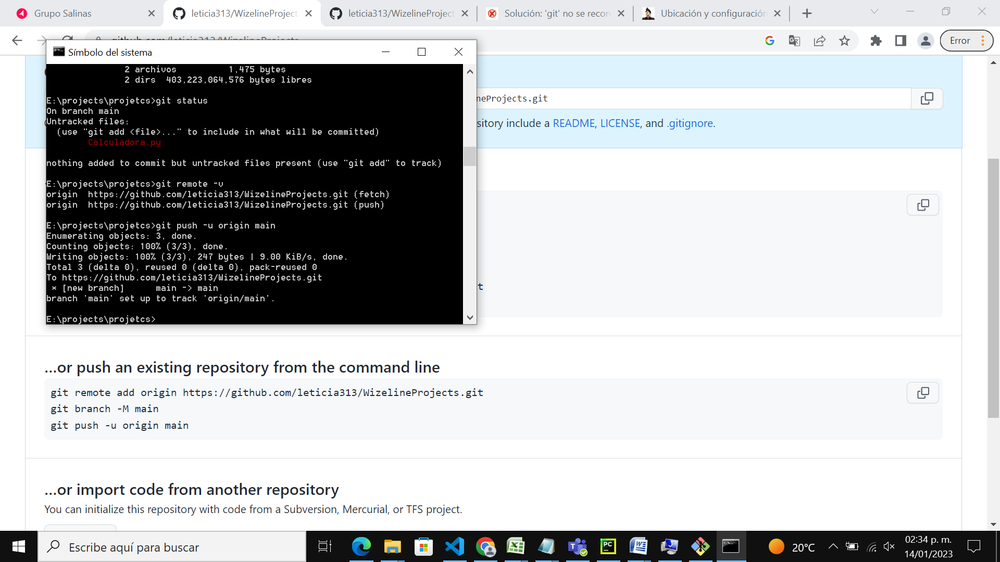 Grupo Salinas
leticia313/WizelineProject
leticia313/WizelineProject
Solución: 'git' no se recon
Ubicación y configuración
Error
Símbolo del sistema
2 archivos 1,475 bytes
2 dirs 403,223,064,576 bytes libres
E:\projects\projetcs>git status
On branch main
Untracked files:
(use "git add <file>..." to include in what will be committed)
Calculadora.py
nothing added to commit but untracked files present (use "git add" to track)
E:\projects\projetcs>git remote -v
origin https://github.com/leticia313/WizelineProjects.git (fetch)
origin https://github.com/leticia313/WizelineProjects.git (push)
E:\projects\projetcs>git push -u origin main
Enumerating objects: 3, done.
Counting objects: 100% (3/3), done.
Writing objects: 100% (3/3), 247 bytes | 9.00 KiB/s, done.
Total 3 (delta 0), reused 0 (delta 0), pack-reused 0
To https://github.com/leticia313/WizelineProjects.git
* [new branch] main -> main
branch 'main' set up to track 'origin/main'.
E:\projects\projetcs>
neProjects.git
sitory include a README, LICENSE, and .gitignore.
t
…or push an existing repository from the command line
git remote add origin https://github.com/leticia313/WizelineProjects.git
git branch -M main
git push -u origin main
…or import code from another repository
You can initialize this repository with code from a Subversion, Mercurial, or TFS project.
Escribe aquí para buscar
20°C
02:34 p. m.
14/01/2023